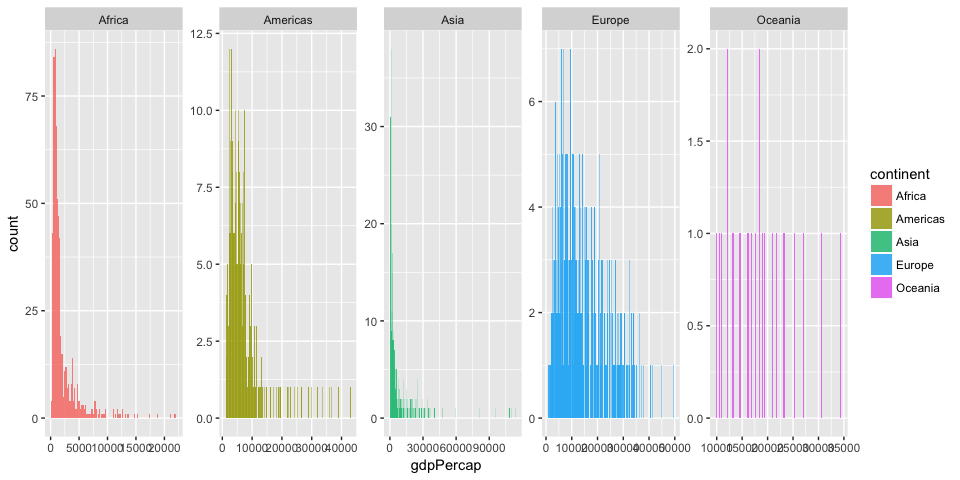 Africa Americas Asia Europe Oceania
count
75
50
25
0
12.5
10.0
7.5
5.0
2.5
0.0
30
20
10
0
6
4
2
0
2.0
1.5
1.0
0.5
0.0
0 5000 10000 15000 20000
0 10000 20000 30000 40000
0 30000 60000 90000
0 10000 20000 30000 40000 50000 60000
10000 15000 20000 25000 30000 35000
gdpPercap
continent
Africa
Americas
Asia
Europe
Oceania